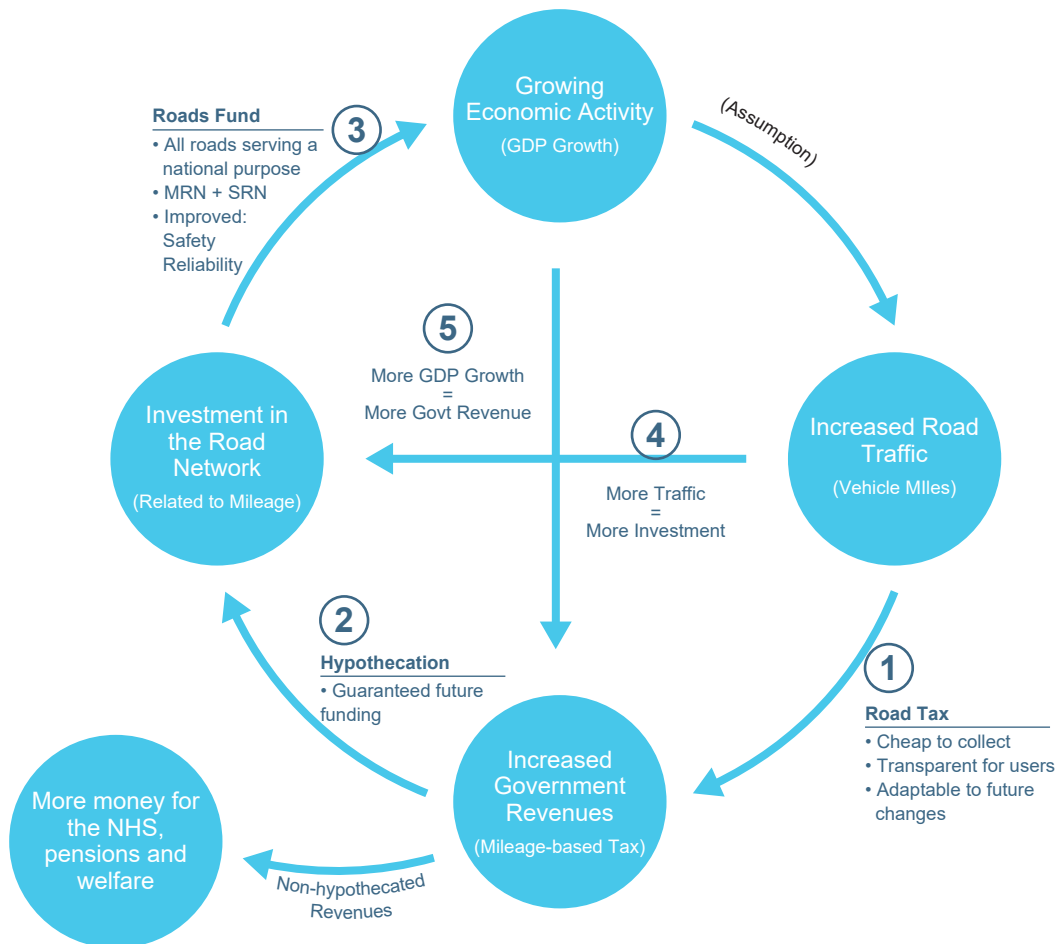 Growing
Economic Activity
(GDP Growth)
(Assumption)
Roads Fund
3
• All roads serving a
national purpose
• MRN + SRN
• Improved:
Safety
Reliability
5
More GDP Growth
=
More Govt Revenue
Investment in
the Road
Network
(Related to Mileage)
4
More Traffic
=
More Investment
Increased Road
Traffic
(Vehicle MIles)
2
Hypothecation
• Guaranteed future
funding
1
Road Tax
• Cheap to collect
• Transparent for users
• Adaptable to future
changes
Increased
Government
Revenues
(Mileage-based Tax)
More money for
the NHS,
pensions and
welfare
Non-hypothecated
Revenues